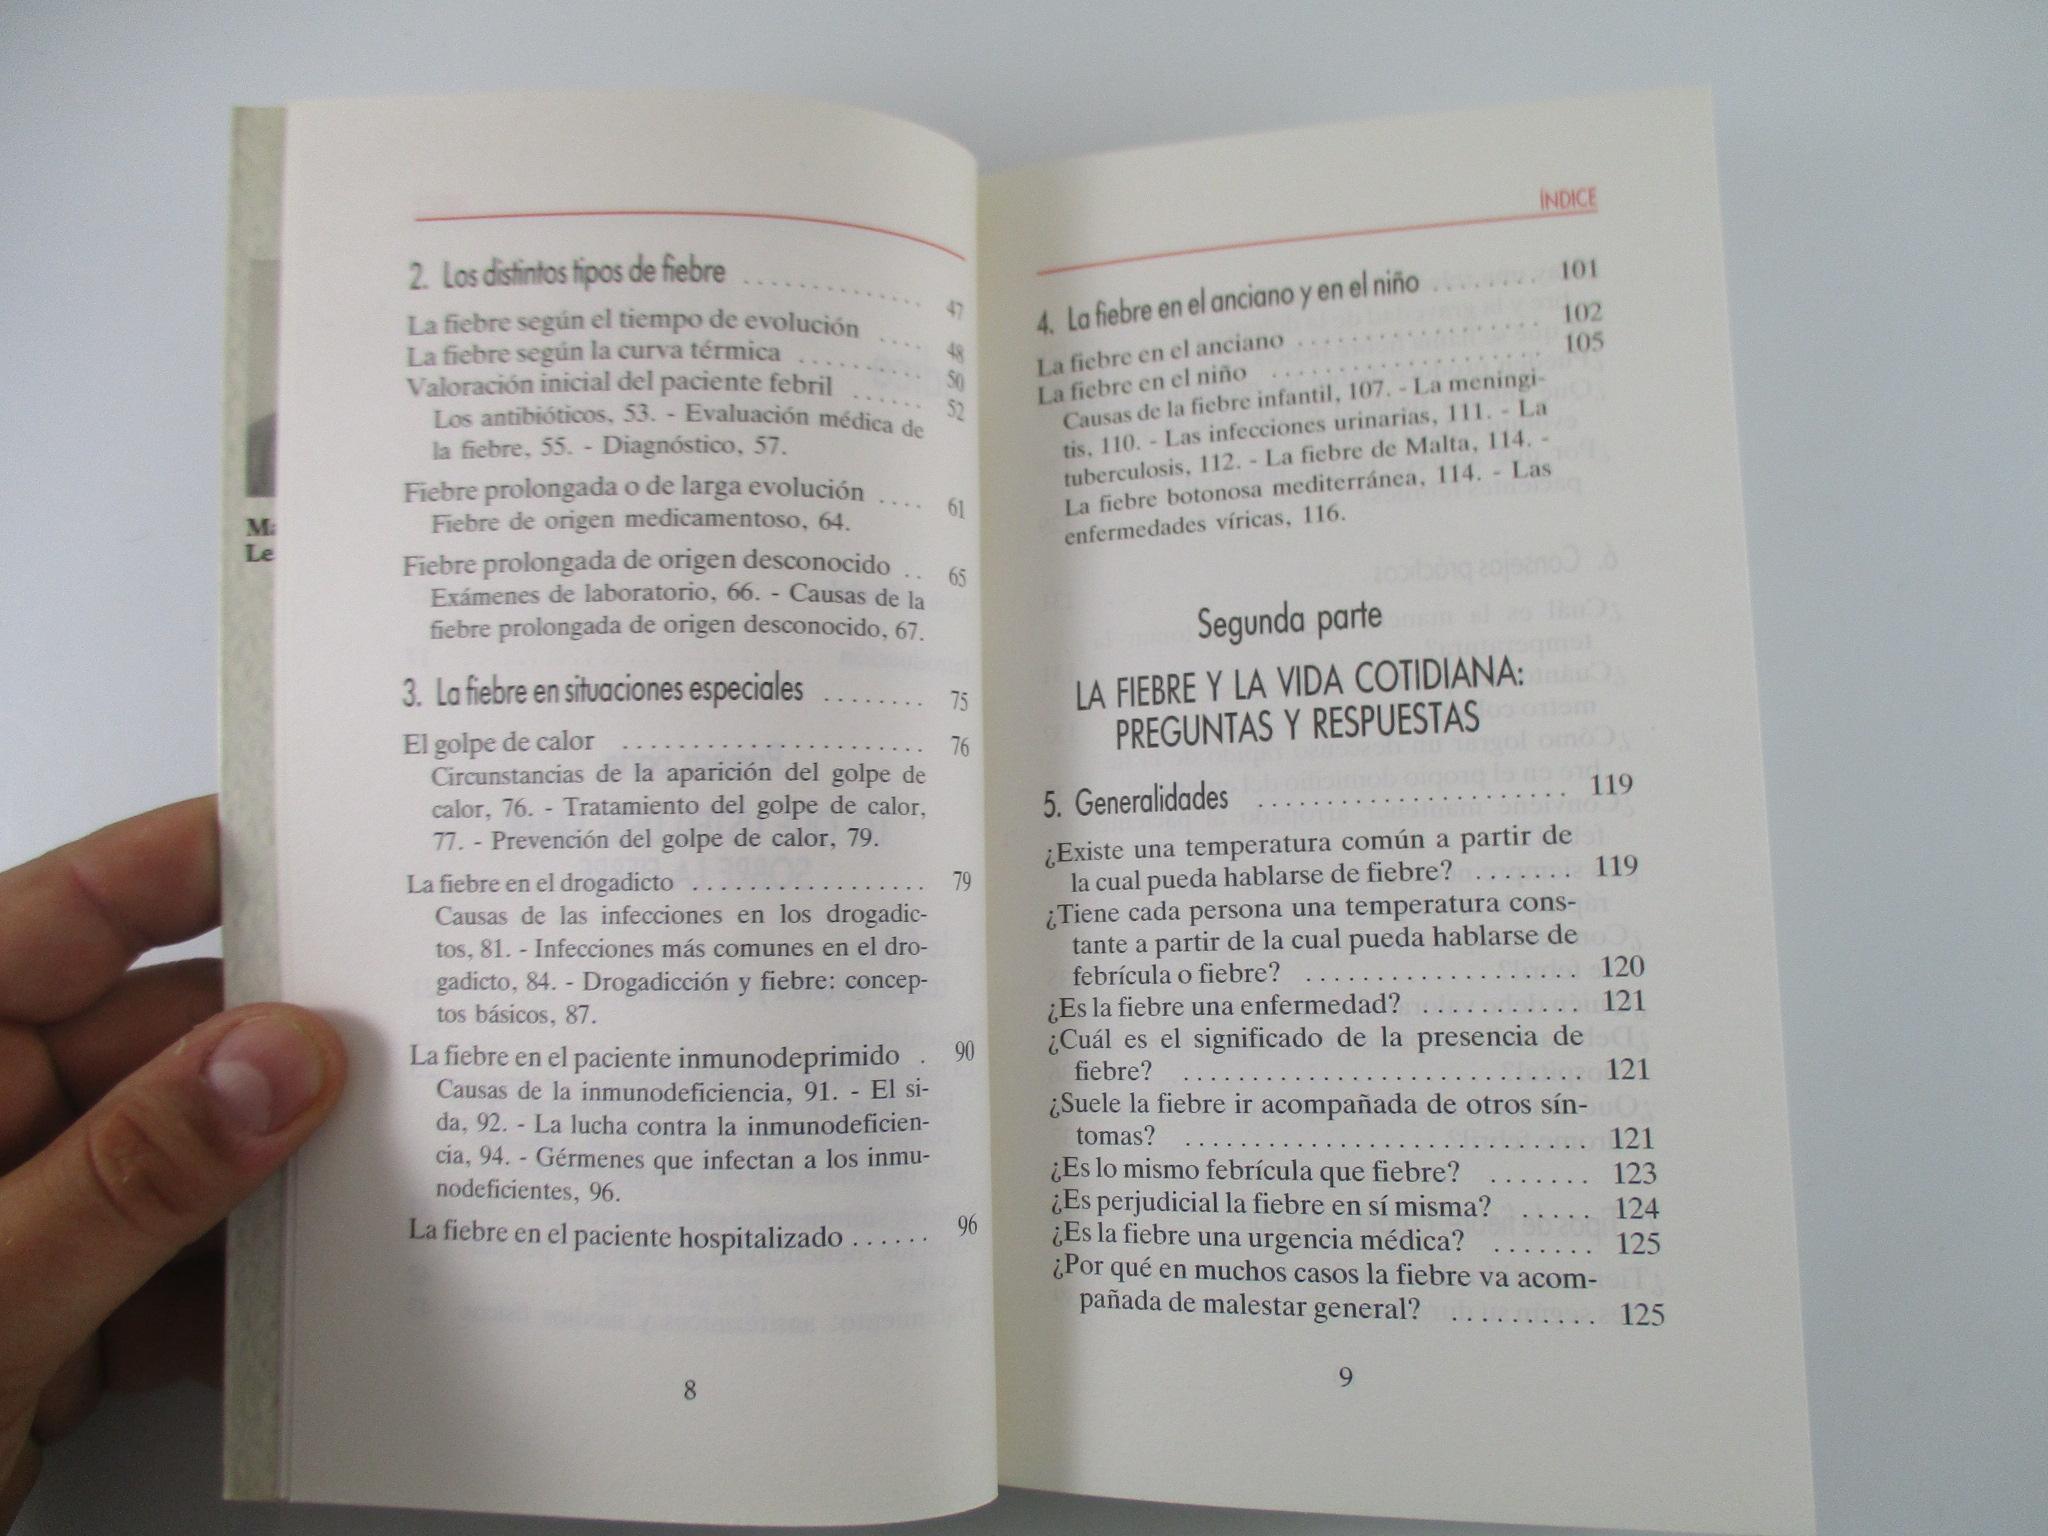 Ma
Le
2. Los distintos tipos de fiebre . . . . . . . . . . . . . 47
La fiebre según el tiempo de evolución . . . . 48
La fiebre según la curva térmica . . . . . . . . . 50
Valoración inicial del paciente febril . . . . . . 52
Los antibióticos, 53. - Evaluación médica de
la fiebre, 55. - Diagnóstico, 57.
Fiebre prolongada o de larga evolución . . . . 61
Fiebre de origen medicamentoso, 64.
Fiebre prolongada de origen desconocido . . 65
Exámenes de laboratorio, 66. - Causas de la
fiebre prolongada de origen desconocido, 67.
3. La fiebre en situaciones especiales . . . . . . . . 75
El golpe de calor . . . . . . . . . . . . . . . . . . . . . . 76
Circunstancias de la aparición del golpe de
calor, 76. - Tratamiento del golpe de calor,
77. - Prevención del golpe de calor, 79.
La fiebre en el drogadicto . . . . . . . . . . . . . . . . . 79
Causas de las infecciones en los drogadic-
tos, 81. - Infecciones más comunes en el dro-
gadicto, 84. - Drogadicción y fiebre: concep-
tos básicos, 87.
La fiebre en el paciente inmunodeprimido . 90
Causas de la inmunodeficiencia, 91. - El si-
da, 92. - La lucha contra la inmunodeficien-
cia, 94. - Gérmenes que infectan a los inmu-
nodeficientes, 96.
La fiebre en el paciente hospitalizado . . . . . . 96
8
ÍNDICE
4. La fiebre en el anciano y en el niño . . . . . . . . 101
La fiebre en el anciano . . . . . . . . . . . . . . . . . . 102
La fiebre en el niño . . . . . . . . . . . . . . . . . . . . 105
Causas de la fiebre infantil, 107. - La meningi-
tis, 110. - Las infecciones urinarias, 111. - La
tuberculosis, 112. - La fiebre de Malta, 114. -
La fiebre botonosa mediterránea, 114. - Las
enfermedades víricas, 116.
Segunda parte
LA FIEBRE Y LA VIDA COTIDIANA:
PREGUNTAS Y RESPUESTAS
5. Generalidades . . . . . . . . . . . . . . . . . . . . . . . 119
¿Existe una temperatura común a partir de
la cual pueda hablarse de fiebre? . . . . . . . 119
¿Tiene cada persona una temperatura cons-
tante a partir de la cual pueda hablarse de
febrícula o fiebre? . . . . . . . . . . . . . . . . . . 120
¿Es la fiebre una enfermedad? . . . . . . . . . . . 121
¿Cuál es el significado de la presencia de
fiebre? . . . . . . . . . . . . . . . . . . . . . . . . . . . 121
¿Suele la fiebre ir acompañada de otros sín-
tomas? . . . . . . . . . . . . . . . . . . . . . . . . . . . 121
¿Es lo mismo febrícula que fiebre? . . . . . . . 123
¿Es perjudicial la fiebre en sí misma? . . . . . 124
¿Es la fiebre una urgencia médica? . . . . . . . 125
¿Por qué en muchos casos la fiebre va acom-
pañada de malestar general? . . . . . . . . . . 125
9